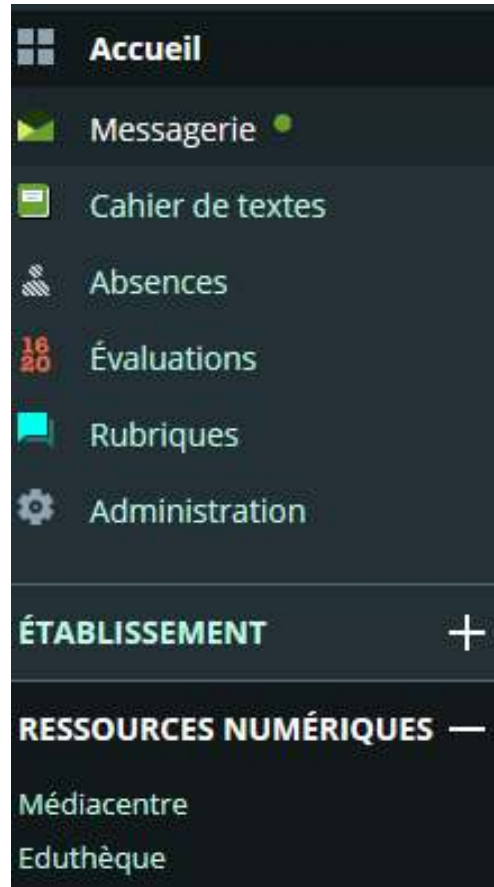 Accueil
Messagerie
Cahier de textes
Absences
16
20
Évaluations
Rubriques
Administration
ÉTABLISSEMENT
RESSOURCES NUMÉRIQUES
Médiacentre
Eduthèque